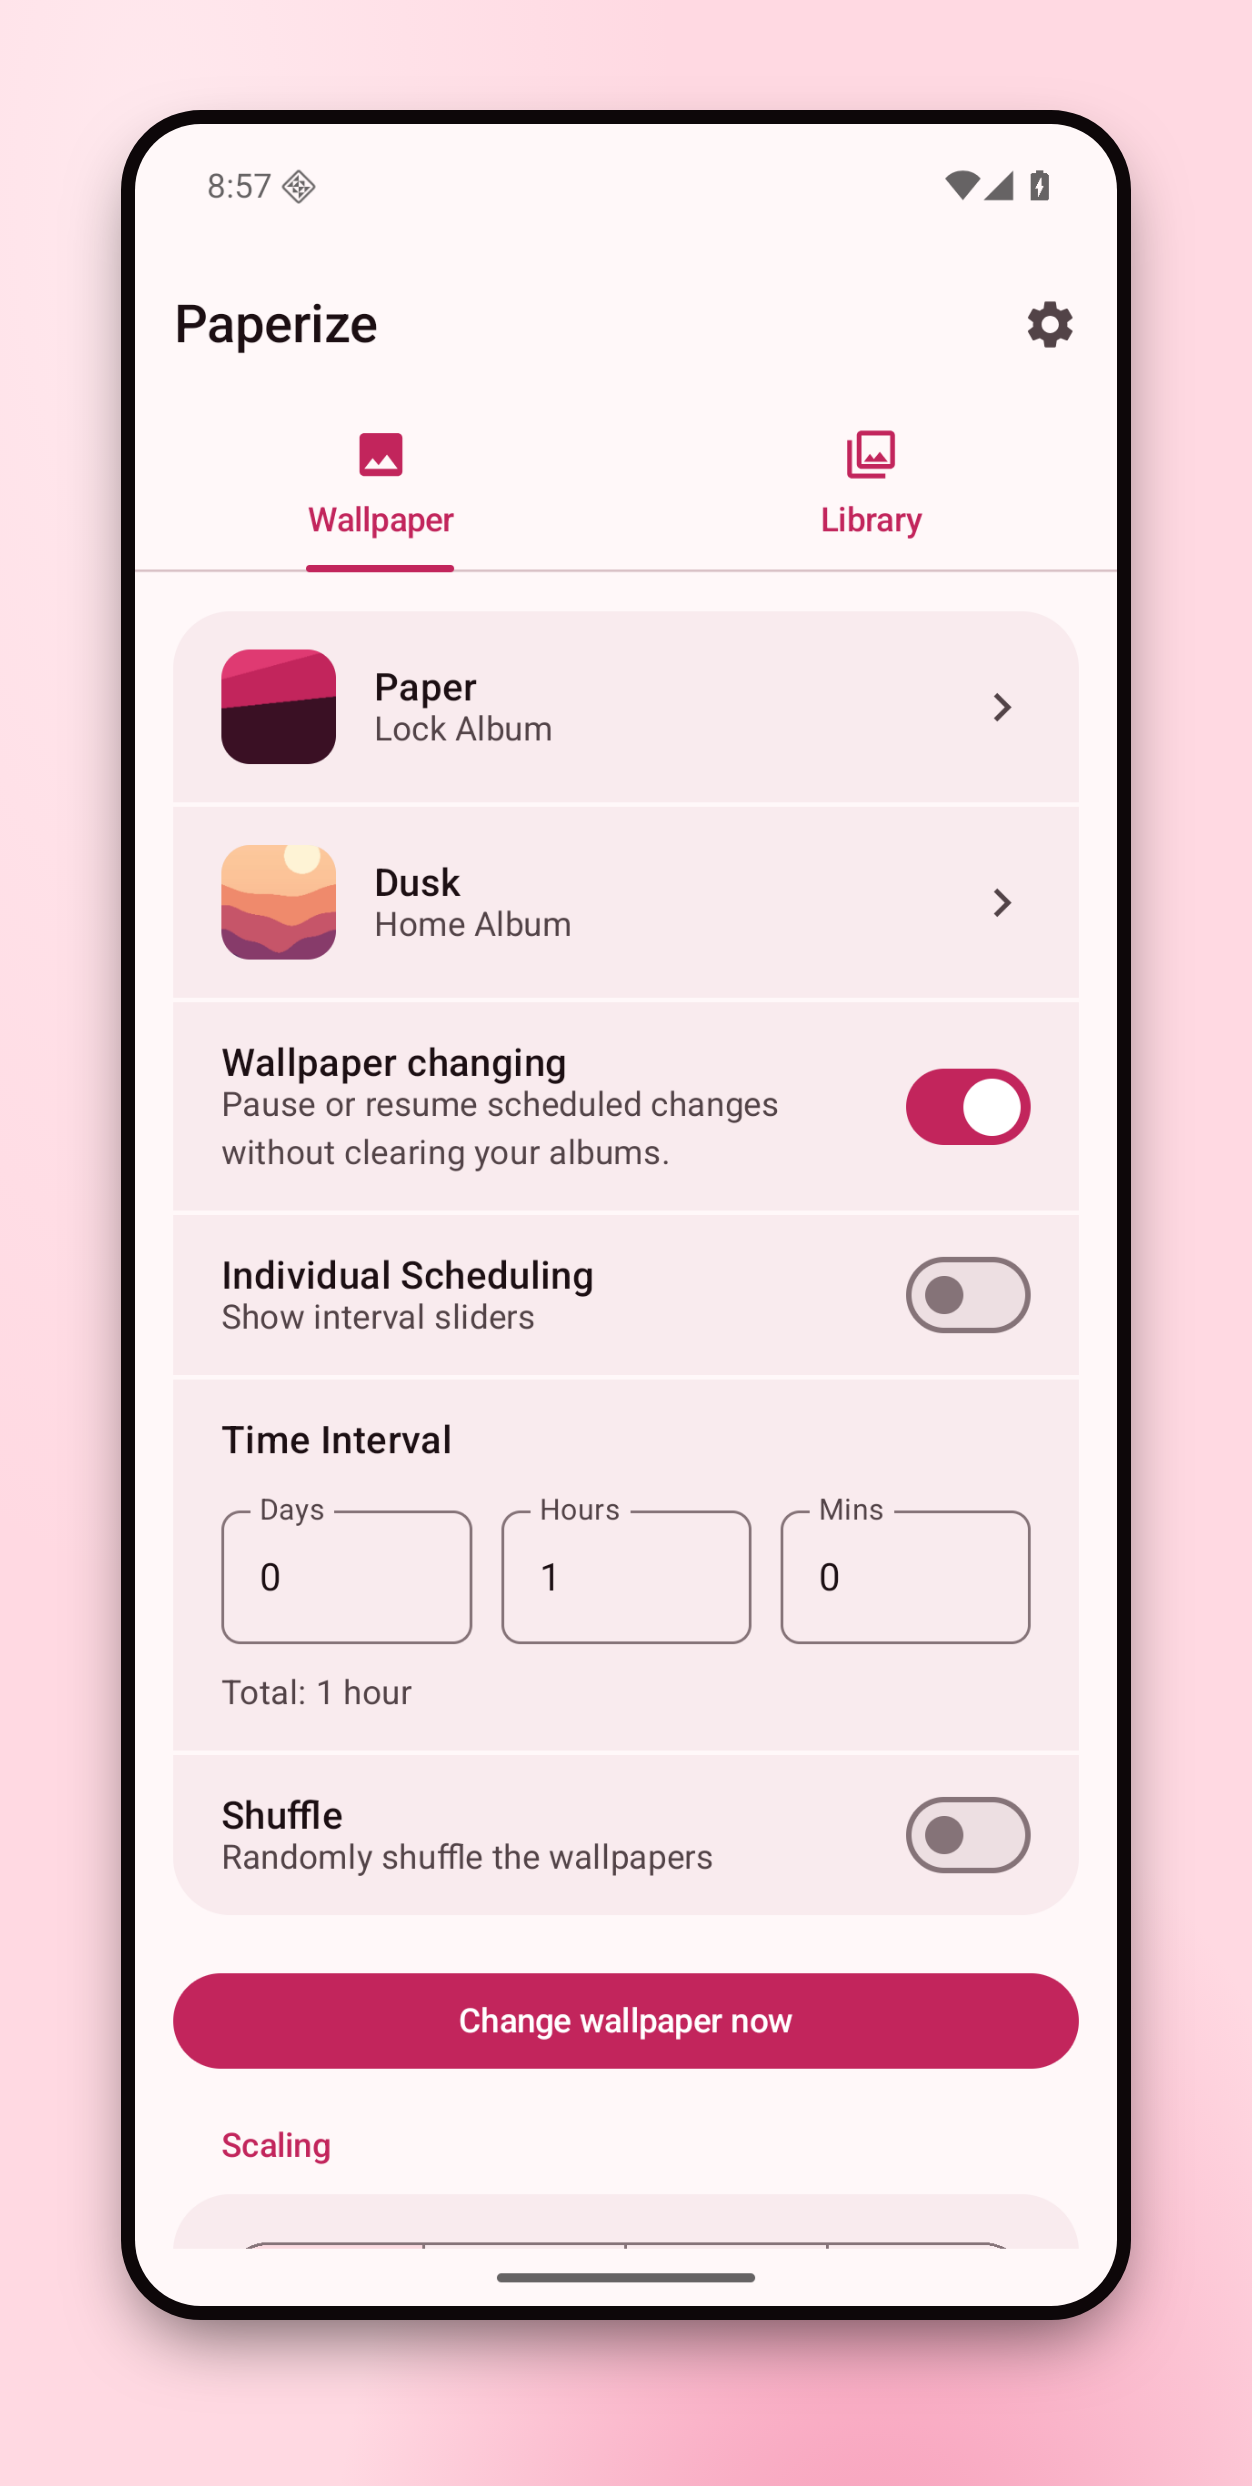 8:57
Paperize
Wallpaper
Library
Paper
Lock Album
Dusk
Home Album
Wallpaper changing
Pause or resume scheduled changes
without clearing your albums.
Individual Scheduling
Show interval sliders
Time Interval
Days
Hours
Mins
0
1
0
Total: 1 hour
Shuffle
Randomly shuffle the wallpapers
Change wallpaper now
Scaling